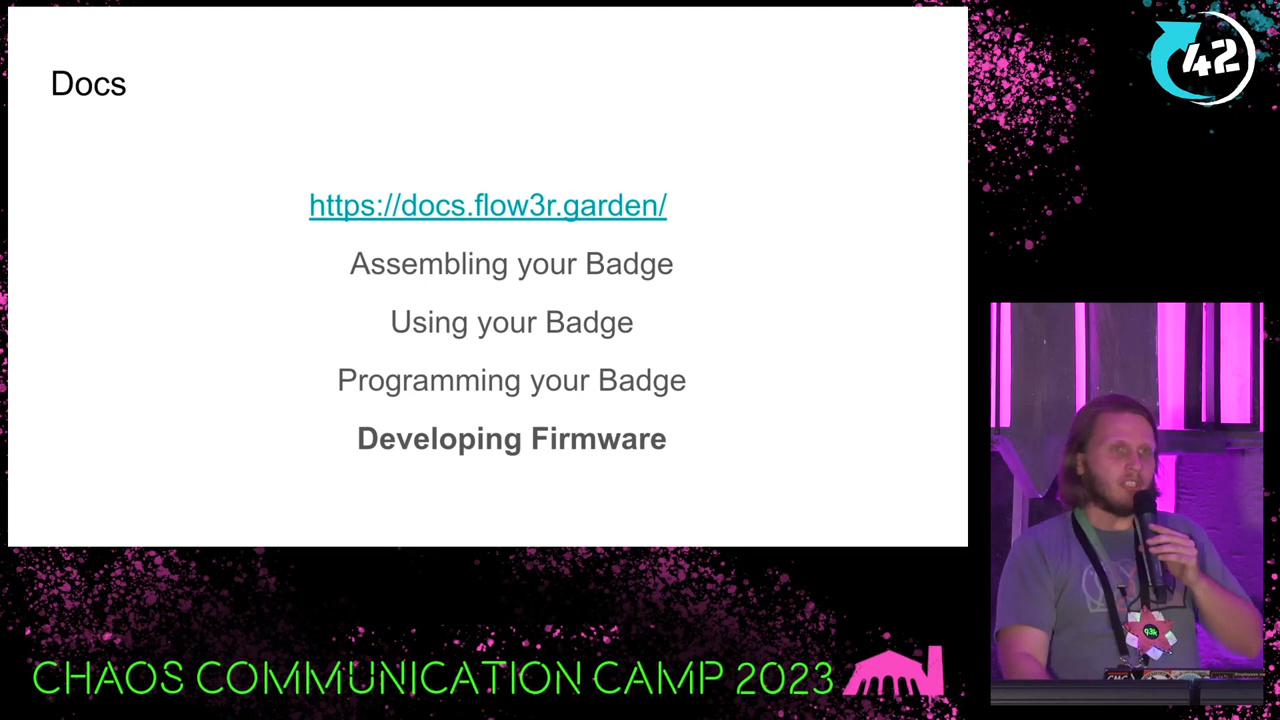 Docs
https://docs.flow3r.garden/
Assembling your Badge
Using your Badge
Programming your Badge
Developing Firmware
42
q3k
CHAOS COMMUNICATION CAMP 2023